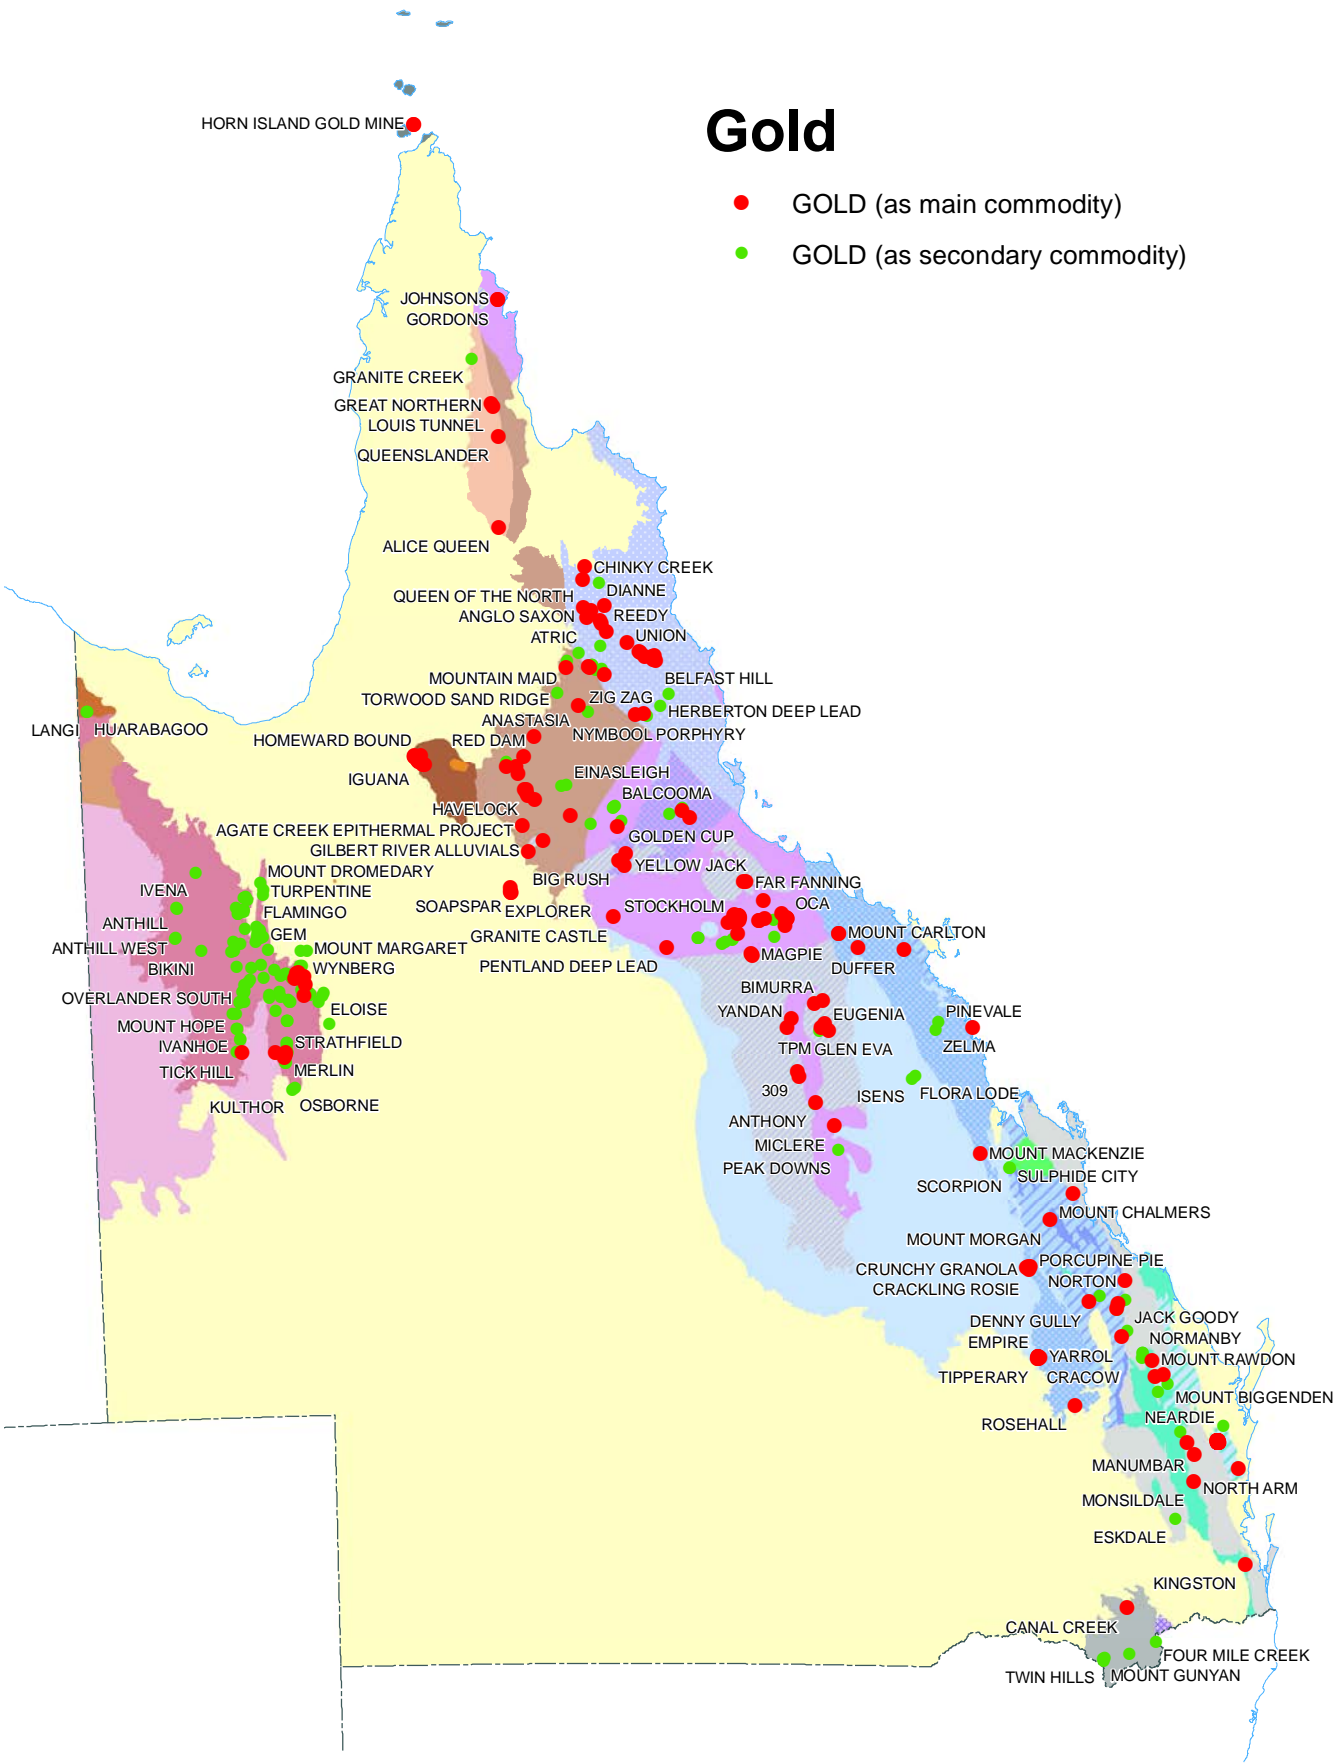 HORN ISLAND GOLD MINE
Gold
GOLD (as main commodity)
GOLD (as secondary commodity)
JOHNSONS
GORDONS
GRANITE CREEK
GREAT NORTHERN
LOUIS TUNNEL
QUEENSLANDER
ALICE QUEEN
CHINKY CREEK
DIANNE
QUEEN OF THE NORTH
ANGLO SAXON
REEDY
ATRIC
UNION
MOUNTAIN MAID
BELFAST HILL
TORWOOD SAND RIDGE
ZIG ZAG
HERBERTON DEEP LEAD
ANASTASIA
LANGI
HUARABAGOO
HOMEWARD BOUND
RED DAM
NYMBOOL PORPHYRY
IGUANA
EINASLEIGH
BALCOOMA
HAVELOCK
AGATE CREEK EPITHERMAL PROJECT
GOLDEN CUP
GILBERT RIVER ALLUVIALS
YELLOW JACK
MOUNT DROMEDARY
BIG RUSH
FAR FANNING
IVENA
TURPENTINE
SOAPSPAR
EXPLORER
STOCKHOLM
OCA
FLAMINGO
ANTHILL
GEM
GRANITE CASTLE
MOUNT CARLTON
ANTHILL WEST
MOUNT MARGARET
MAGPIE
BIKINI
WYNBERG
PENTLAND DEEP LEAD
DUFFER
BIMURRA
OVERLANDER SOUTH
ELOISE
YANDAN
EUGENIA
PINEVALE
MOUNT HOPE
IVANHOE
STRATHFIELD
TPM
GLEN EVA
ZELMA
TICK HILL
MERLIN
309
ISENS
FLORA LODE
KULTHOR
OSBORNE
ANTHONY
MICLERE
MOUNT MACKENZIE
PEAK DOWNS
SULPHIDE CITY
SCORPION
MOUNT CHALMERS
MOUNT MORGAN
PORCUPINE PIE
CRUNCHY GRANOLA
NORTON
CRACKLING ROSIE
DENNY GULLY
JACK GOODY
EMPIRE
NORMANBY
YARROL
MOUNT RAWDON
TIPPERARY
CRACOW
MOUNT BIGGENDEN
ROSEHALL
NEARDIE
MANUMBAR
NORTH ARM
MONSILDALE
ESKDALE
KINGSTON
CANAL CREEK
FOUR MILE CREEK
TWIN HILLS
MOUNT GUNYAN